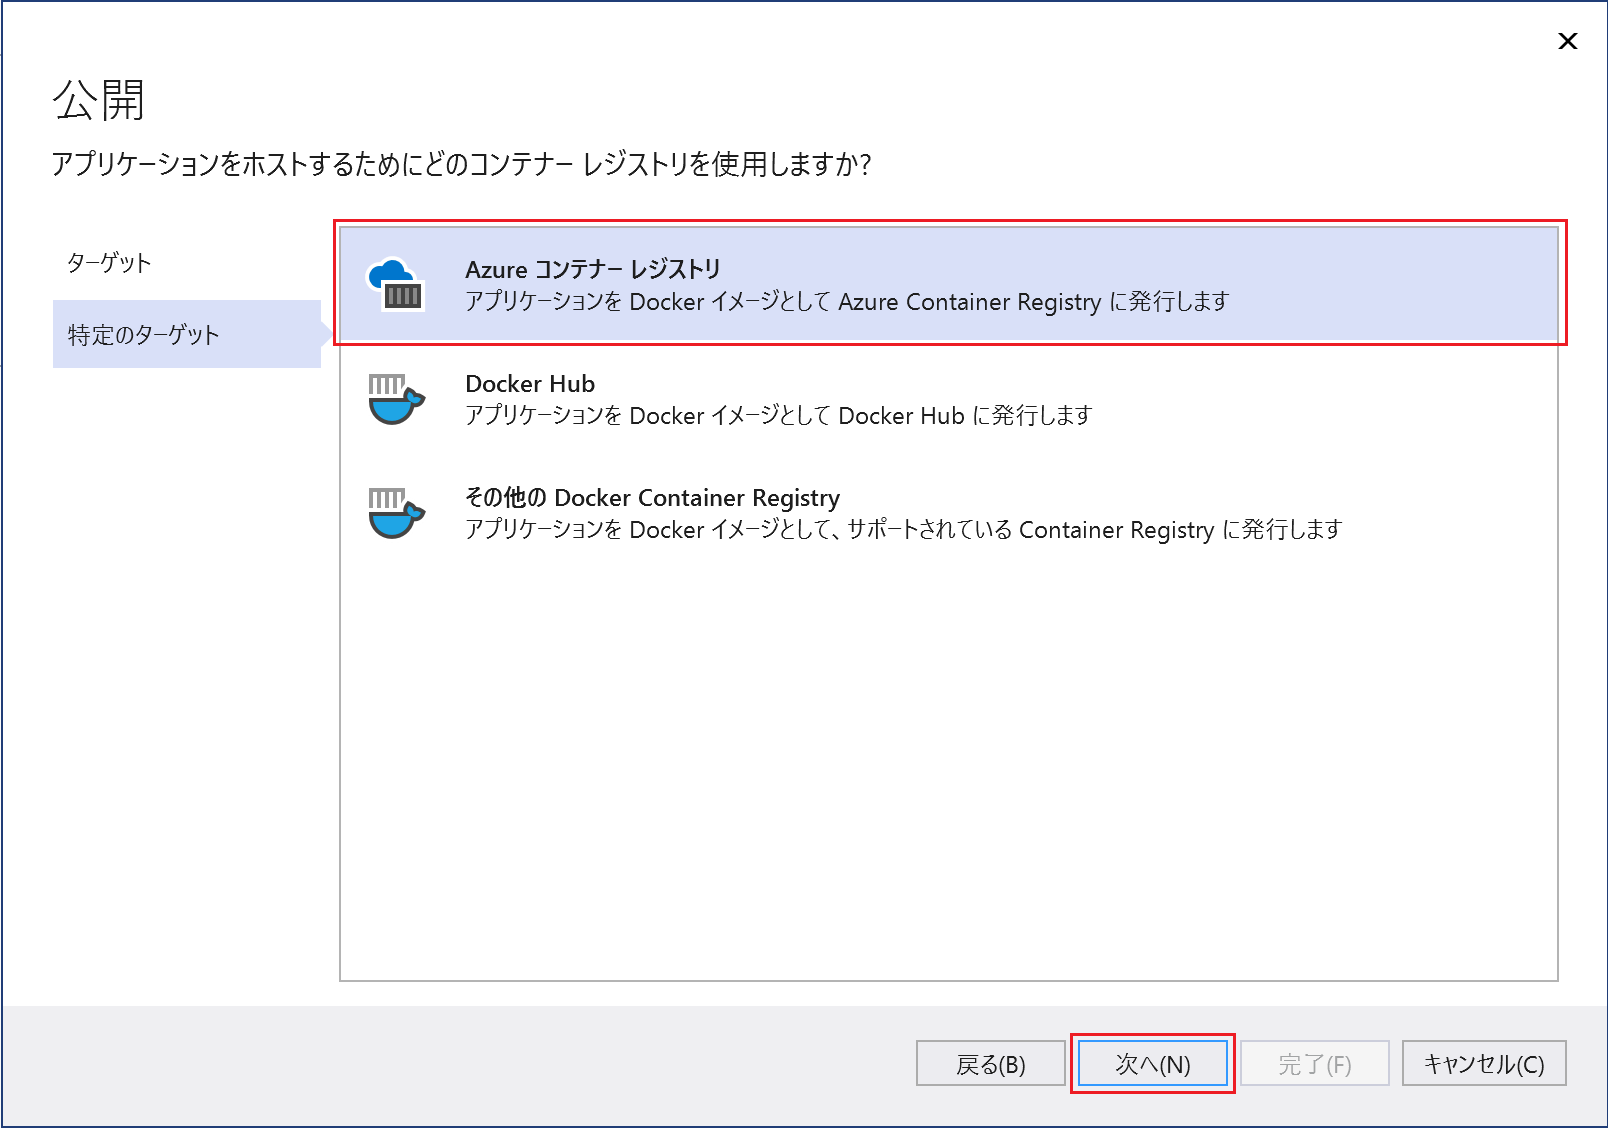 公開
アプリケーションをホストするためにどのコンテナー レジストリを使用しますか?
ターゲット
特定のターゲット
Azure コンテナー レジストリ
アプリケーションを Docker イメージとして Azure Container Registry に発行します
Docker Hub
アプリケーションを Docker イメージとして Docker Hub に発行します
その他の Docker Container Registry
アプリケーションを Docker イメージとして、サポートされている Container Registry に発行します
戻る(B)
次へ(N)
完了(F)
キャンセル(C)